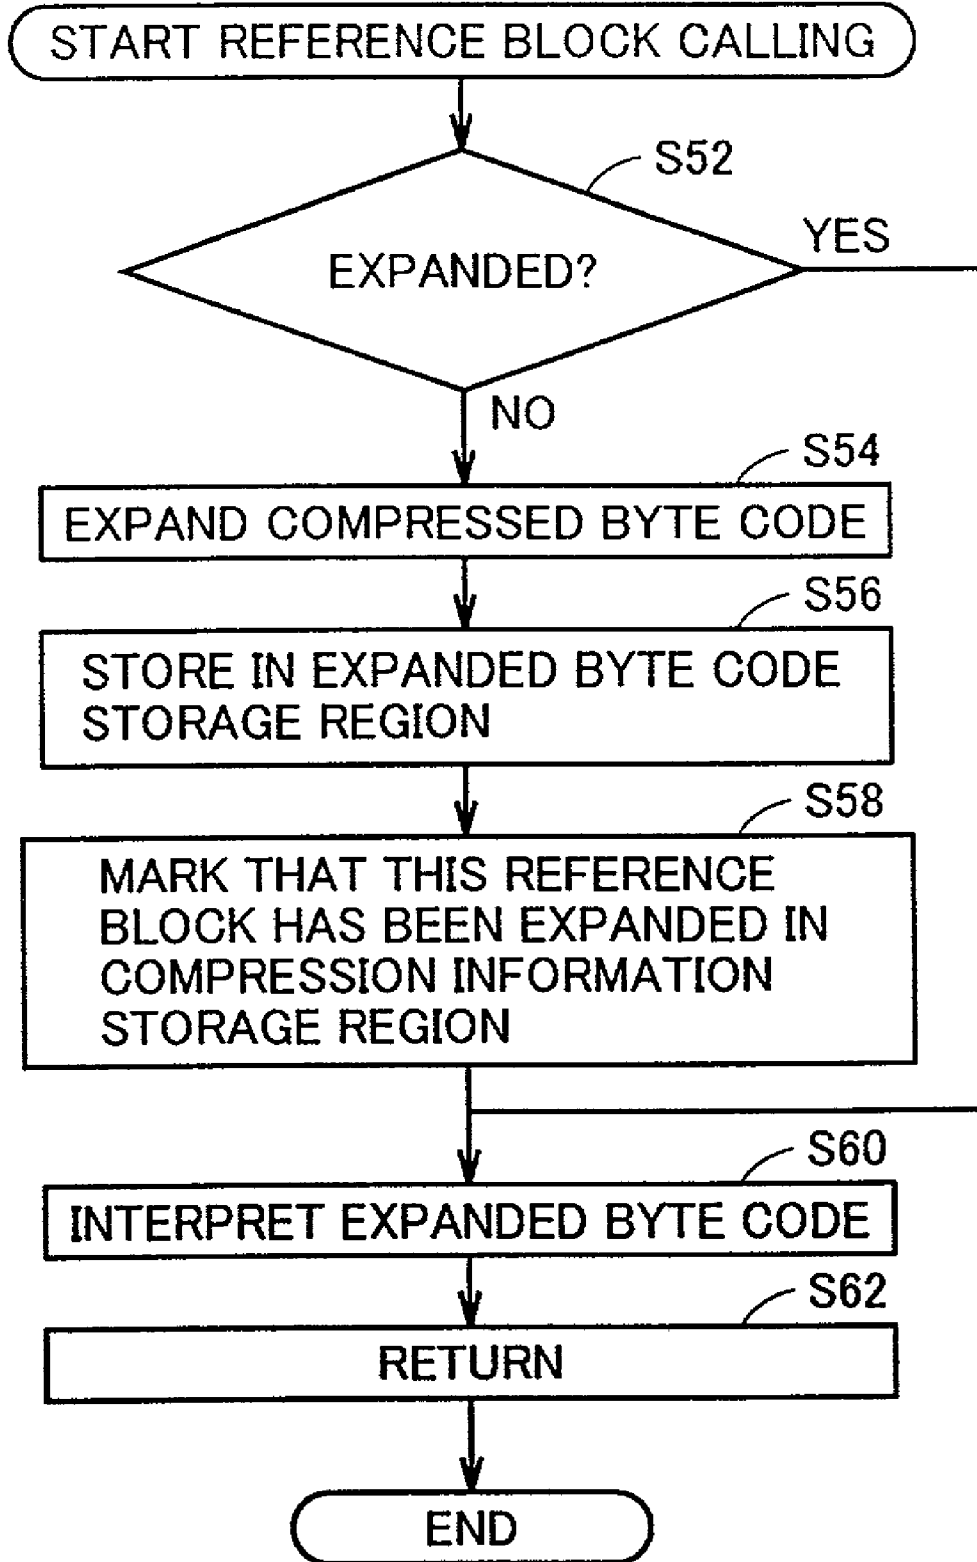 START REFERENCE BLOCK CALLING
S52
YES
EXPANDED?
NO
S54
EXPAND COMPRESSED BYTE CODE
S56
STORE IN EXPANDED BYTE CODE
STORAGE REGION
S58
MARK THAT THIS REFERENCE
BLOCK HAS BEEN EXPANDED IN
COMPRESSION INFORMATION
STORAGE REGION
S60
INTERPRET EXPANDED BYTE CODE
S62
RETURN
END